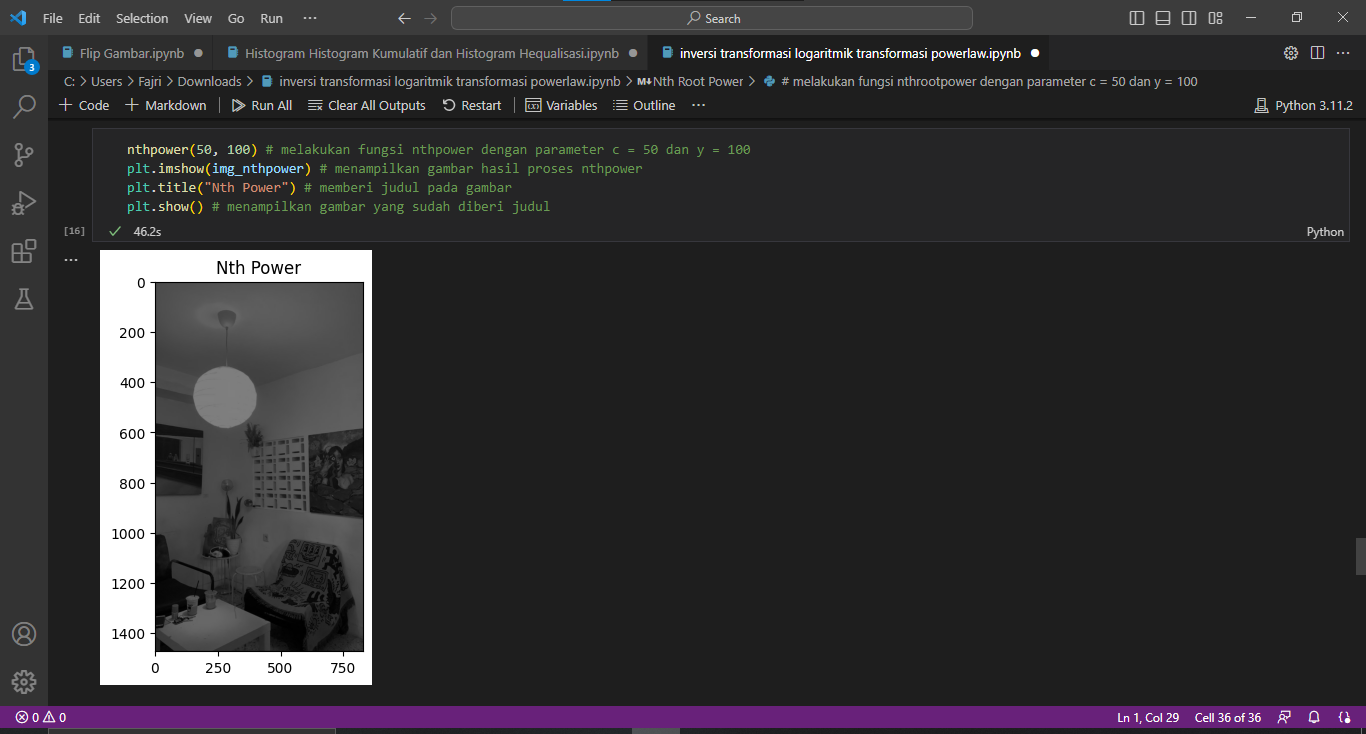 File Edit Selection View Go Run ··· Search
Flip Gambar.ipynb Histogram Histogram Kumulatif dan Histogram Hequalisasi.ipynb inversi transformasi logaritmik transformasi powerlaw.ipynb
3
C: > Users > Fajri > Downloads > inversi transformasi logaritmik transformasi powerlaw.ipynb > M↓Nth Root Power > # melakukan fungsi nthrootpower dengan parameter c = 50 dan y = 100
+ Code + Markdown | Run All Clear All Outputs Restart | Variables Outline ··· Python 3.11.2
nthpower(50, 100) # melakukan fungsi nthpower dengan parameter c = 50 dan y = 100
plt.imshow(img_nthpower) # menampilkan gambar hasil proses nthpower
plt.title("Nth Power") # memberi judul pada gambar
plt.show() # menampilkan gambar yang sudah diberi judul
[16] ✓ 46.2s Python
...
Nth Power
0
200
400
600
800
1000
1200
1400
0 250 500 750
0 0 Ln 1, Col 29 Cell 36 of 36